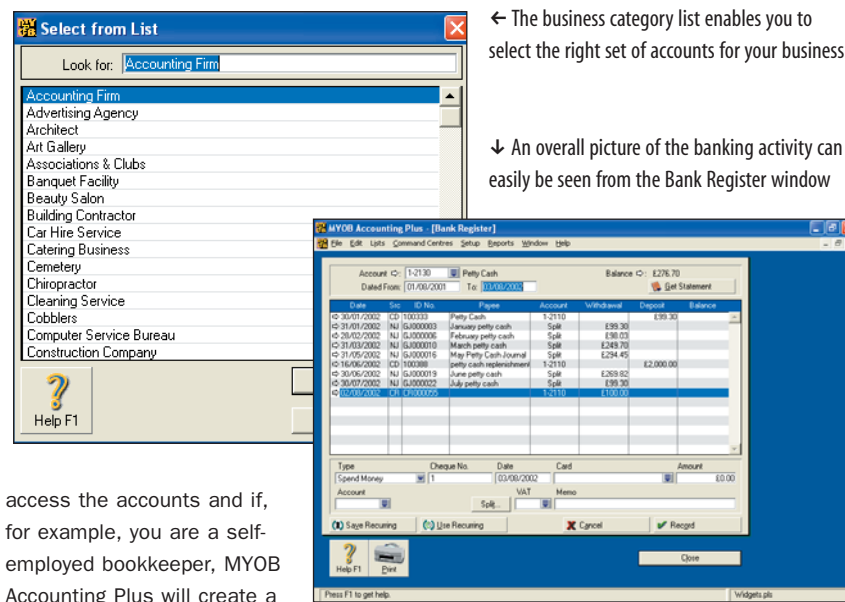 Select from List
Look for: Accounting Firm
Accounting Firm
Advertising Agency
Architect
Art Gallery
Associations & Clubs
Banquet Facility
Beauty Salon
Building Contractor
Car Hire Service
Catering Business
Cemetery
Chiropractor
Cleaning Service
Cobblers
Computer Service Bureau
Construction Company
Help F1
← The business category list enables you to
select the right set of accounts for your business
↓ An overall picture of the banking activity can
easily be seen from the Bank Register window
MYOB Accounting Plus - [Bank Register]
File Edit Lists Command Centres Setup Reports Window Help
Account 1-2130 Petty Cash Balance £276.70
Dated From: 01/08/2001 To: 03/08/2002 Get Statement
Date Src ID No. Payee Account Withdrawal Deposit Balance
30/01/2002 CD 100333 Petty Cash 1-2110 £99.30
31/01/2002 NJ GJ000003 January petty cash Split £99.30
28/02/2002 NJ GJ000006 February petty cash Split £98.03
31/03/2002 NJ GJ000010 March petty cash Split £249.70
31/05/2002 NJ GJ000016 May Petty Cash Journal Split £294.45
16/06/2002 CD 100388 petty cash replenishment 1-2110 £2,000.00
30/06/2002 NJ GJ000019 June petty cash Split £269.82
30/07/2002 NJ GJ000022 July petty cash Split £99.30
02/08/2002 CR CR000055 1-2110 £100.00
Type Cheque No. Date Card Amount
Spend Money 1 03/08/2002 £0.00
Account VAT Memo
Split...
Save Recurring Use Recurring Cancel Record
Help F1 Print Close
Press F1 to get help. Widgets.pls
access the accounts and if,
for example, you are a self-
employed bookkeeper, MYOB
Accounting Plus will create a